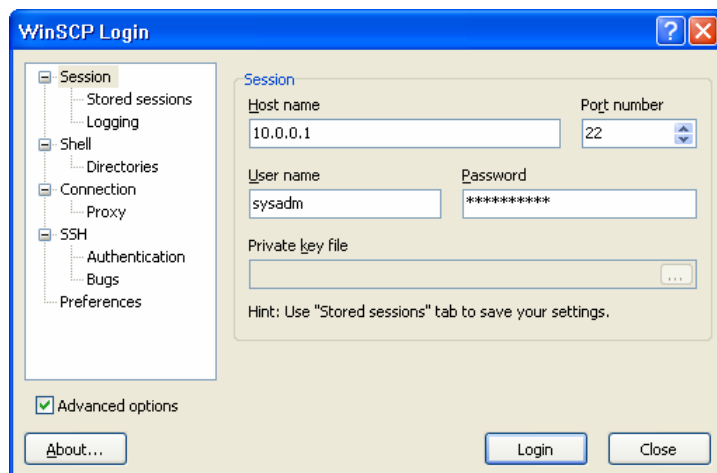 WinSCP Login
Session
Stored sessions
Logging
Shell
Directories
Connection
Proxy
SSH
Authentication
Bugs
Preferences
Advanced options
Session
Host name
Port number
10.0.0.1
22
User name
Password
sysadm
**********
Private key file
...
Hint: Use "Stored sessions" tab to save your settings.
About...
Login
Close